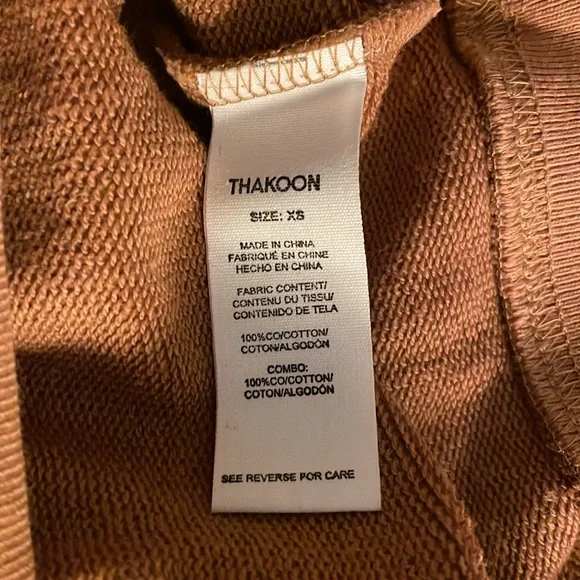 THAKOON
SIZE: XS
MADE IN CHINA
FABRIQUÉ EN CHINE
HECHO EN CHINA
FABRIC CONTENT/
CONTENU DU TISSU/
CONTENIDO DE TELA
100%CO/COTTON/
COTON/ALGODÓN
COMBO:
100%CO/COTTON/
COTON/ALGODÓN
SEE REVERSE FOR CARE